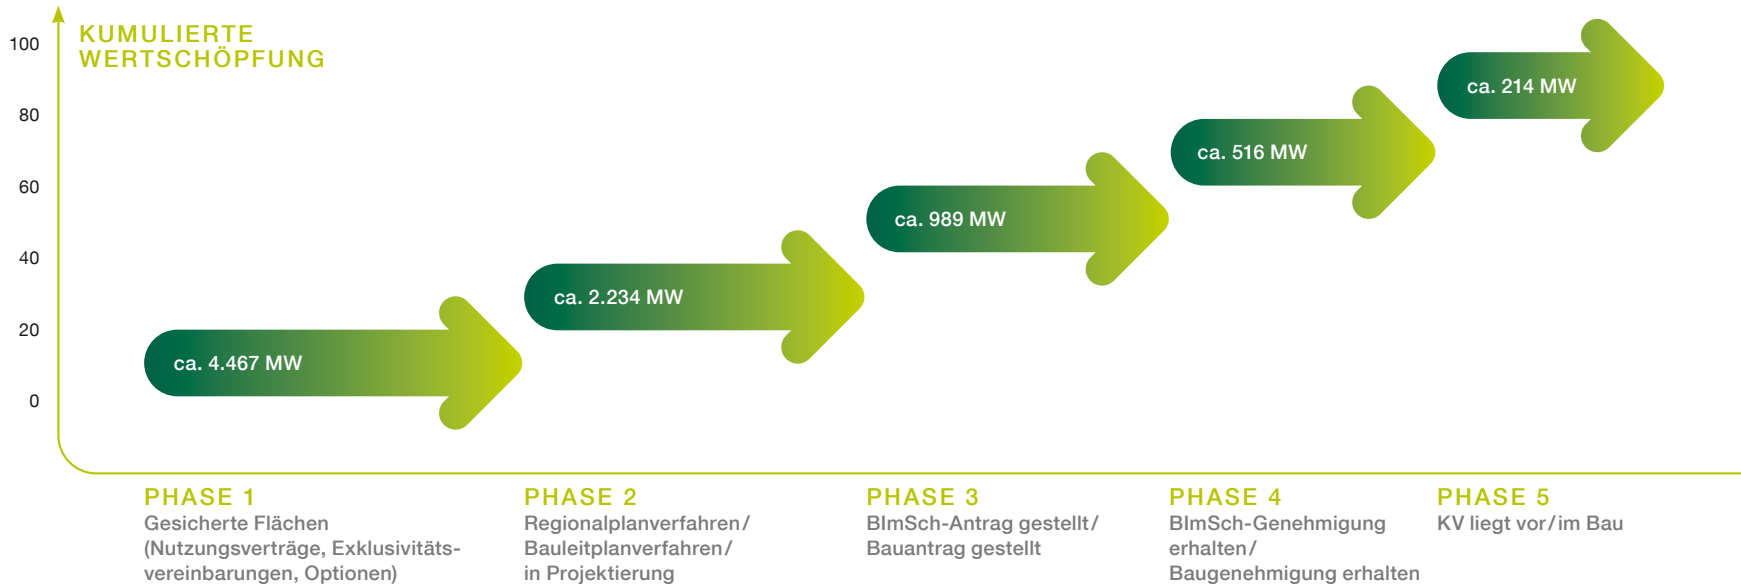 KUMULIERTE
WERTSCHÖPFUNG
100
80
60
40
20
0
ca. 4.467 MW
ca. 2.234 MW
ca. 989 MW
ca. 516 MW
ca. 214 MW
PHASE 1
Gesicherte Flächen
(Nutzungsverträge, Exklusivitäts-
vereinbarungen, Optionen)
PHASE 2
Regionalplanverfahren/
Bauleitplanverfahren/
in Projektierung
PHASE 3
BImSch-Antrag gestellt/
Bauantrag gestellt
PHASE 4
BImSch-Genehmigung
erhalten/
Baugenehmigung erhalten
PHASE 5
KV liegt vor/im Bau